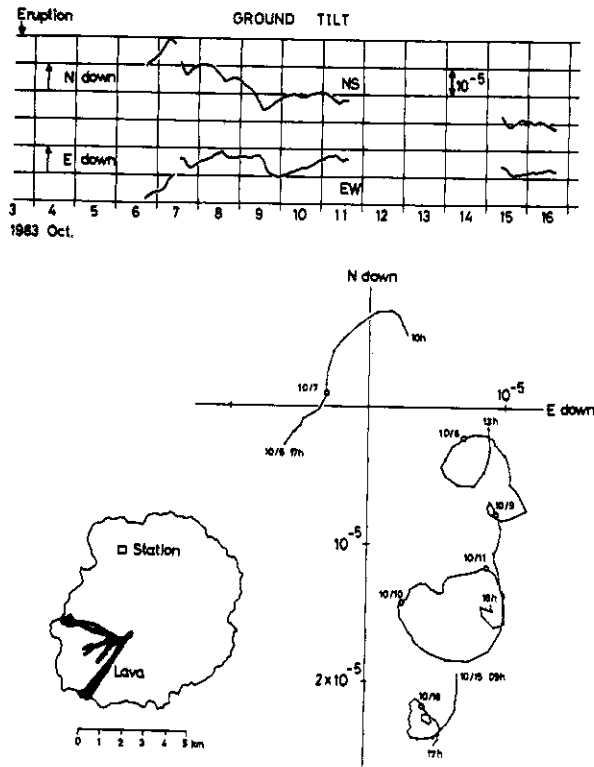 Eruption
GROUND TILT
N down
NS
10⁻⁵
E down
EW
3 4 5 6 7 8 9 10 11 12 13 14 15 16
1983 Oct.
N down
10h
10/7
10⁻⁵
E down
10/6 17h
10/8
13h
10/9
10⁻⁵
10/11
10/10
18h
Station
Lava
2×10⁻⁵
10/15 09h
10/16
17h
0 1 2 3 4 5 km